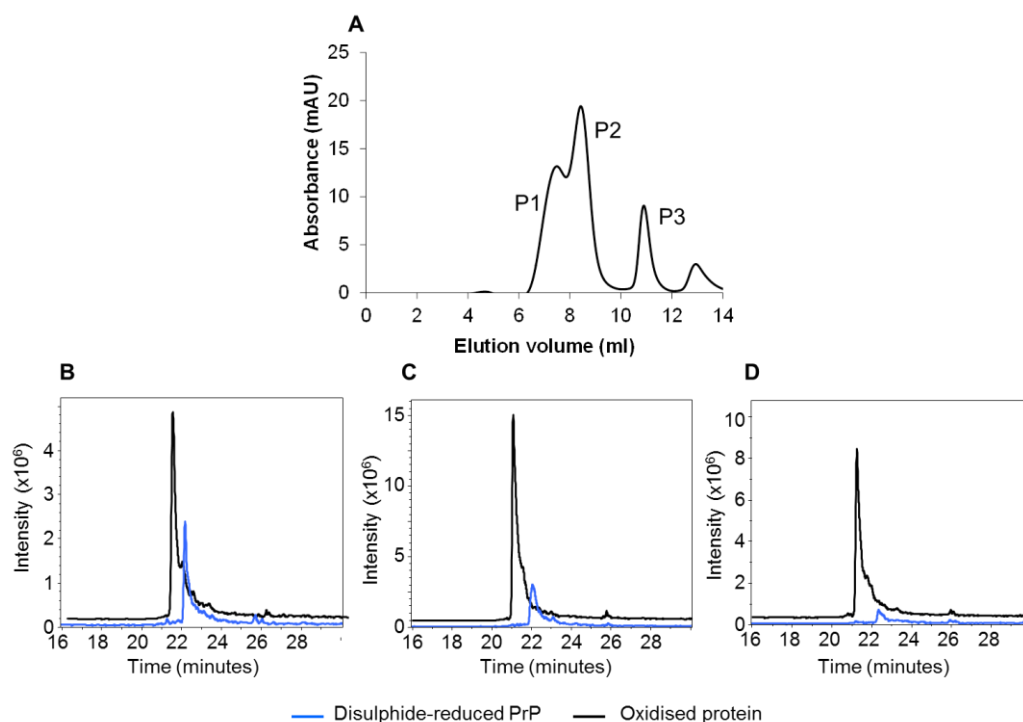 A
Absorbance (mAU)
25
20
15
10
5
0
P1
P2
P3
0 2 4 6 8 10 12 14
Elution volume (ml)
B
Intensity (x10⁶)
4
3
2
1
0
16 18 20 22 24 26 28
Time (minutes)
C
Intensity (x10⁶)
15
10
5
0
16 18 20 22 24 26 28
Time (minutes)
D
Intensity (x10⁶)
10
8
6
4
2
0
16 18 20 22 24 26 28
Time (minutes)
Disulphide-reduced PrP Oxidised protein